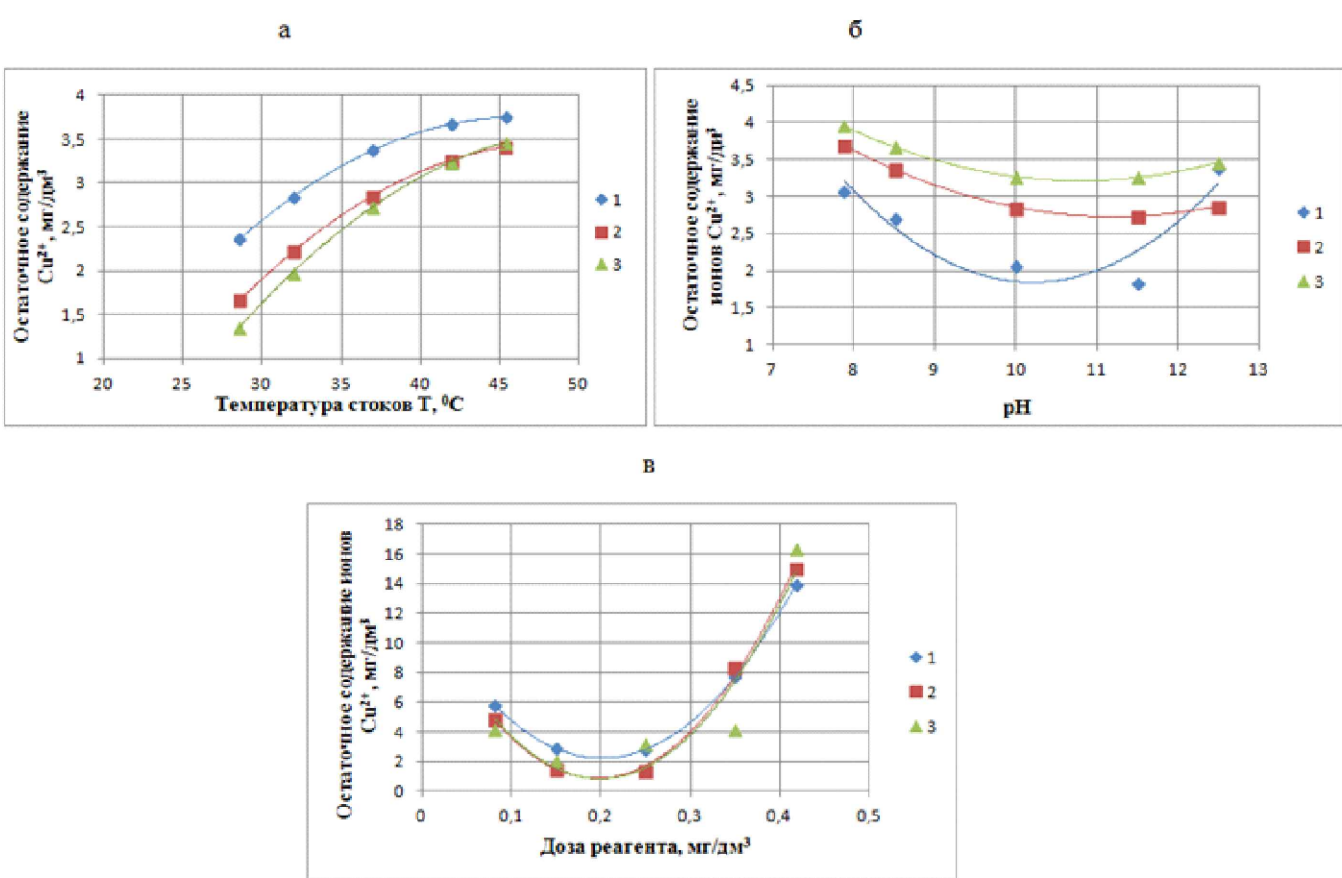 а
б
Остаточное содержание
Cu²⁺, мг/дм³
4
3,5
3
2,5
2
1,5
1
20 25 30 35 40 45 50
Температура стоков Т, ⁰С
1
2
3
Остаточное содержание
ионов Cu²⁺, мг/дм³
4,5
4
3,5
3
2,5
2
1,5
1
7 8 9 10 11 12 13
pH
1
2
3
в
Остаточное содержание ионов
Cu²⁺, мг/дм³
18
16
14
12
10
8
6
4
2
0
0 0,1 0,2 0,3 0,4 0,5
Доза реагента, мг/дм³
1
2
3